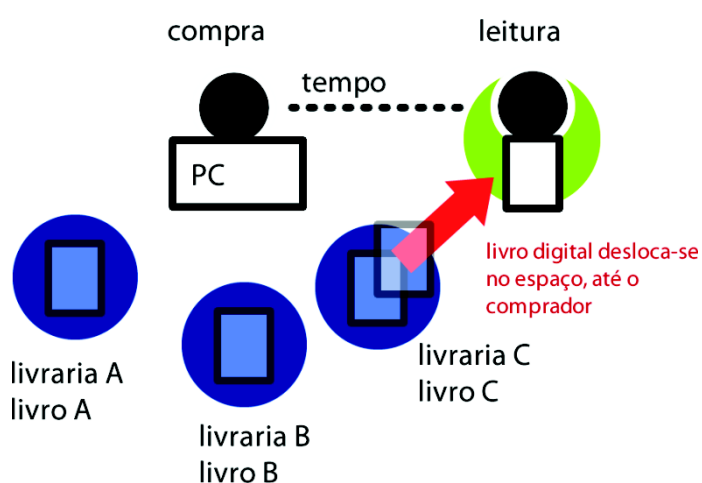 compra
leitura
tempo
PC
livro digital desloca-se
no espaço, até o
comprador
livraria A
livro A
livraria B
livro B
livraria C
livro C